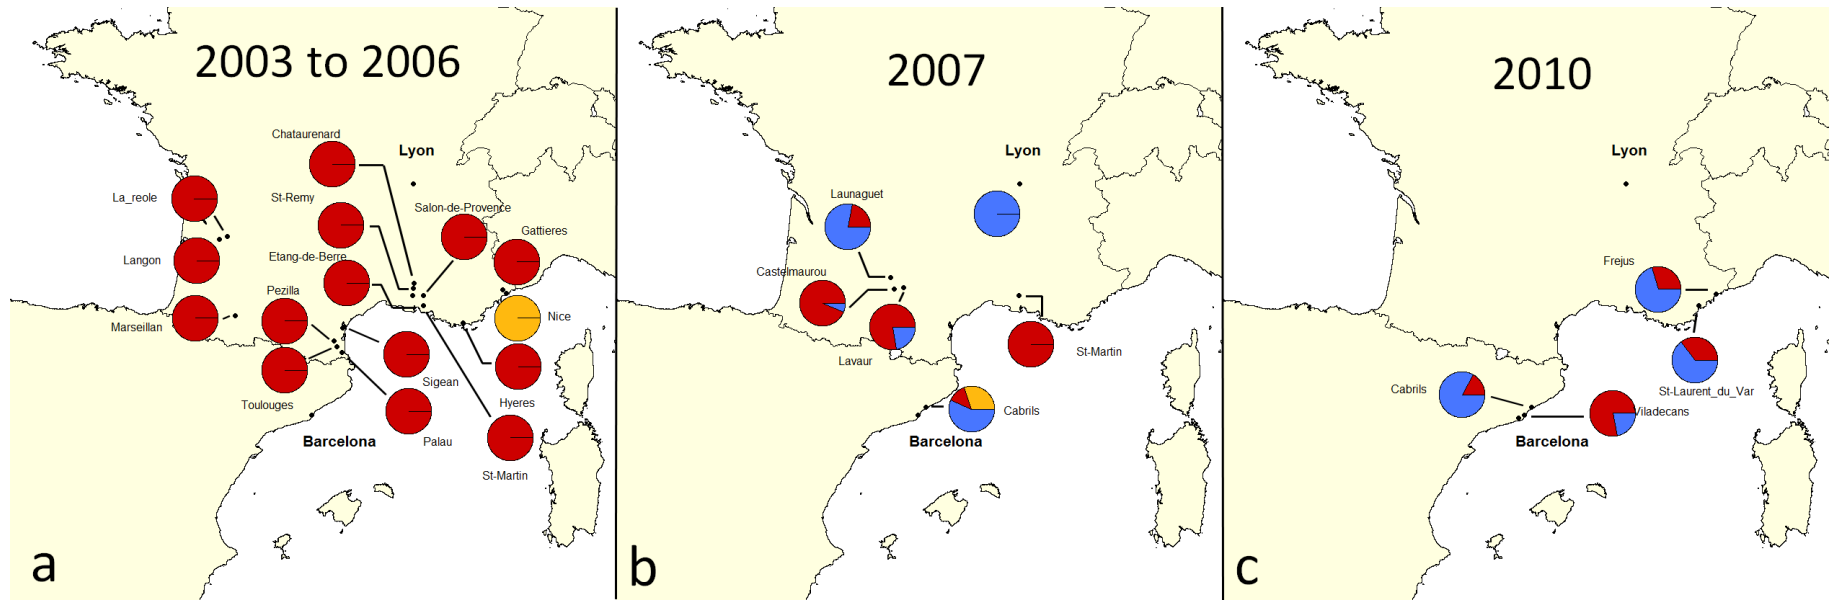 2003 to 2006
Chataurenard
Lyon
La_reole
St-Remy
Salon-de-Provence
Gattieres
Langon
Etang-de-Berre
Pezilla
Nice
Marseillan
Sigean
Toulouges
Hyeres
Palau
Barcelona
St-Martin
a
2007
Lyon
Launaguet
Castelmaurou
Lavaur
St-Martin
Cabrils
Barcelona
b
2010
Lyon
Frejus
Cabrils
St-Laurent_du_Var
Viladecans
Barcelona
c